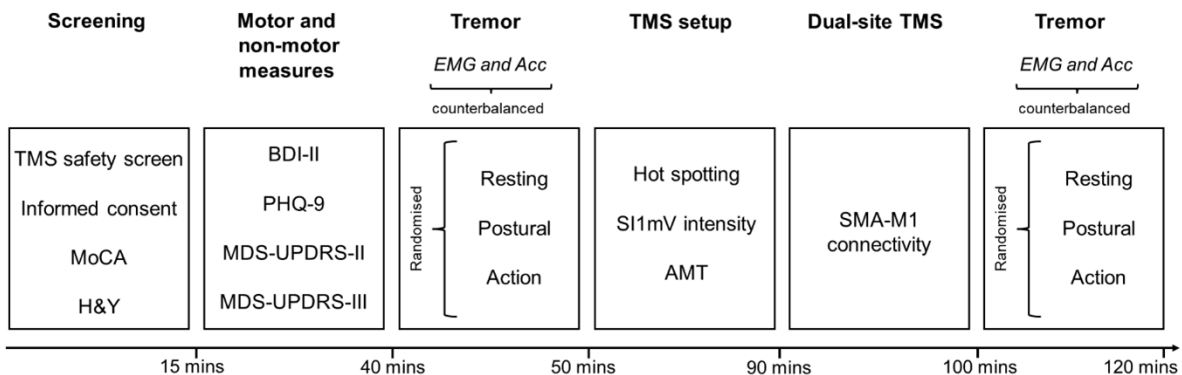 Screening
Motor and
non-motor
measures
Tremor
EMG and Acc
counterbalanced
TMS setup
Dual-site TMS
Tremor
EMG and Acc
counterbalanced
TMS safety screen
Informed consent
MoCA
H&Y
BDI-II
PHQ-9
MDS-UPDRS-II
MDS-UPDRS-III
Randomised
Resting
Postural
Action
Hot spotting
SI1mV intensity
AMT
SMA-M1
connectivity
Randomised
Resting
Postural
Action
15 mins
40 mins
50 mins
90 mins
100 mins
120 mins